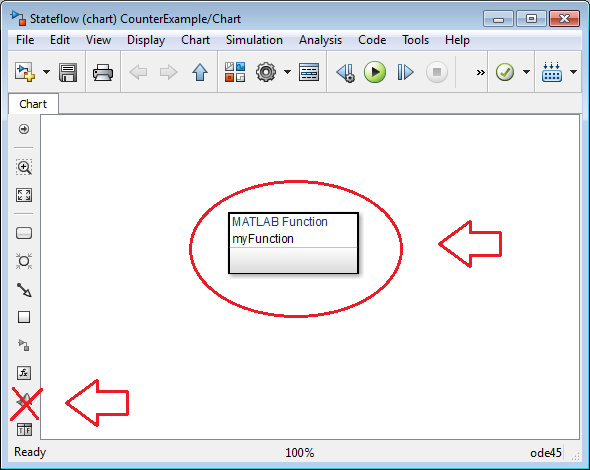 Stateflow (chart) CounterExample/Chart
File Edit View Display Chart Simulation Analysis Code Tools Help
»
Chart
MATLAB Function
myFunction
fx
T F
Ready 100% ode45